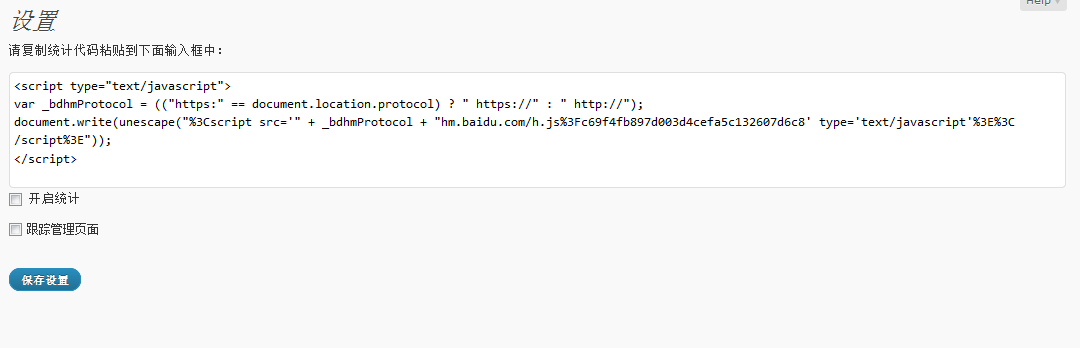 Help
设置
请复制统计代码粘贴到下面输入框中：
<script type="text/javascript">
var _bdhmProtocol = (("https:" == document.location.protocol) ? " https://" : " http://");
document.write(unescape("%3Cscript src='" + _bdhmProtocol + "hm.baidu.com/h.js%3Fc69f4fb897d003d4cefa5c132607d6c8' type='text/javascript'%3E%3C
/script%3E"));
</script>
开启统计
跟踪管理页面
保存设置